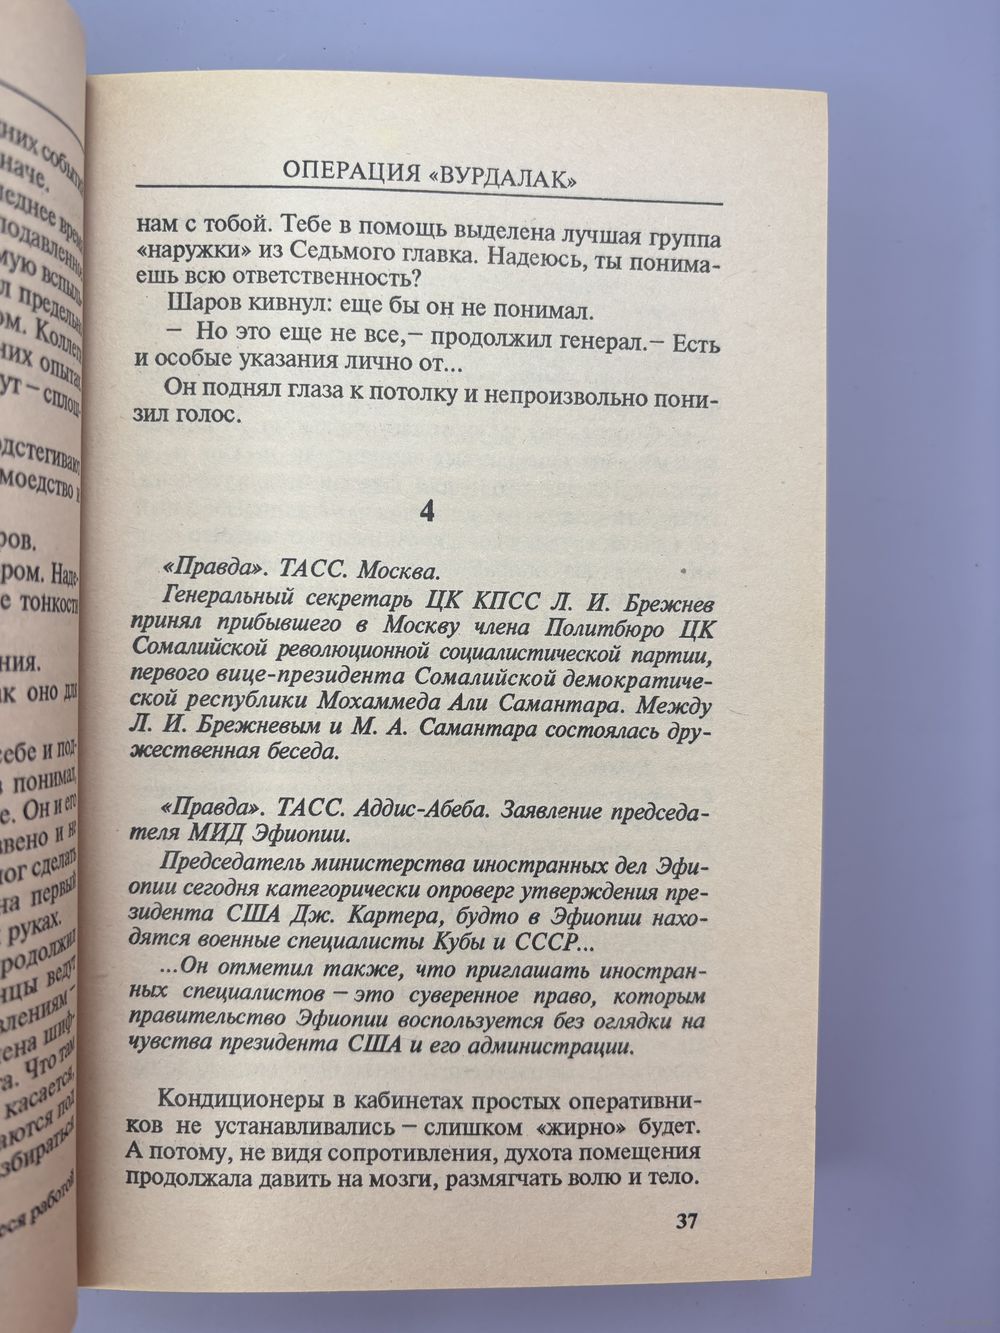 ОПЕРАЦИЯ «ВУРДАЛАК»
нам с тобой. Тебе в помощь выделена лучшая группа
«наружки» из Седьмого главка. Надеюсь, ты понима-
ешь всю ответственность?
Шаров кивнул: еще бы он не понимал.
— Но это еще не все,— продолжил генерал.— Есть
и особые указания лично от...
Он поднял глаза к потолку и непроизвольно пони-
зил голос.
4
«Правда». ТАСС. Москва.
Генеральный секретарь ЦК КПСС Л. И. Брежнев
принял прибывшего в Москву члена Политбюро ЦК
Сомалийской революционной социалистической партии,
первого вице-президента Сомалийской демократиче-
ской республики Мохаммеда Али Самантара. Между
Л. И. Брежневым и М. А. Самантара состоялась дру-
жественная беседа.
«Правда». ТАСС. Аддис-Абеба. Заявление председа-
теля МИД Эфиопии.
Председатель министерства иностранных дел Эфи-
опии сегодня категорически опроверг утверждения пре-
зидента США Дж. Картера, будто в Эфиопии нахо-
дятся военные специалисты Кубы и СССР...
...Он отметил также, что приглашать иностран-
ных специалистов — это суверенное право, которым
правительство Эфиопии воспользуется без оглядки на
чувства президента США и его администрации.
Кондиционеры в кабинетах простых оперативни-
ков не устанавливались — слишком «жирно» будет.
А потому, не видя сопротивления, духота помещения
продолжала давить на мозги, размягчать волю и тело.
37